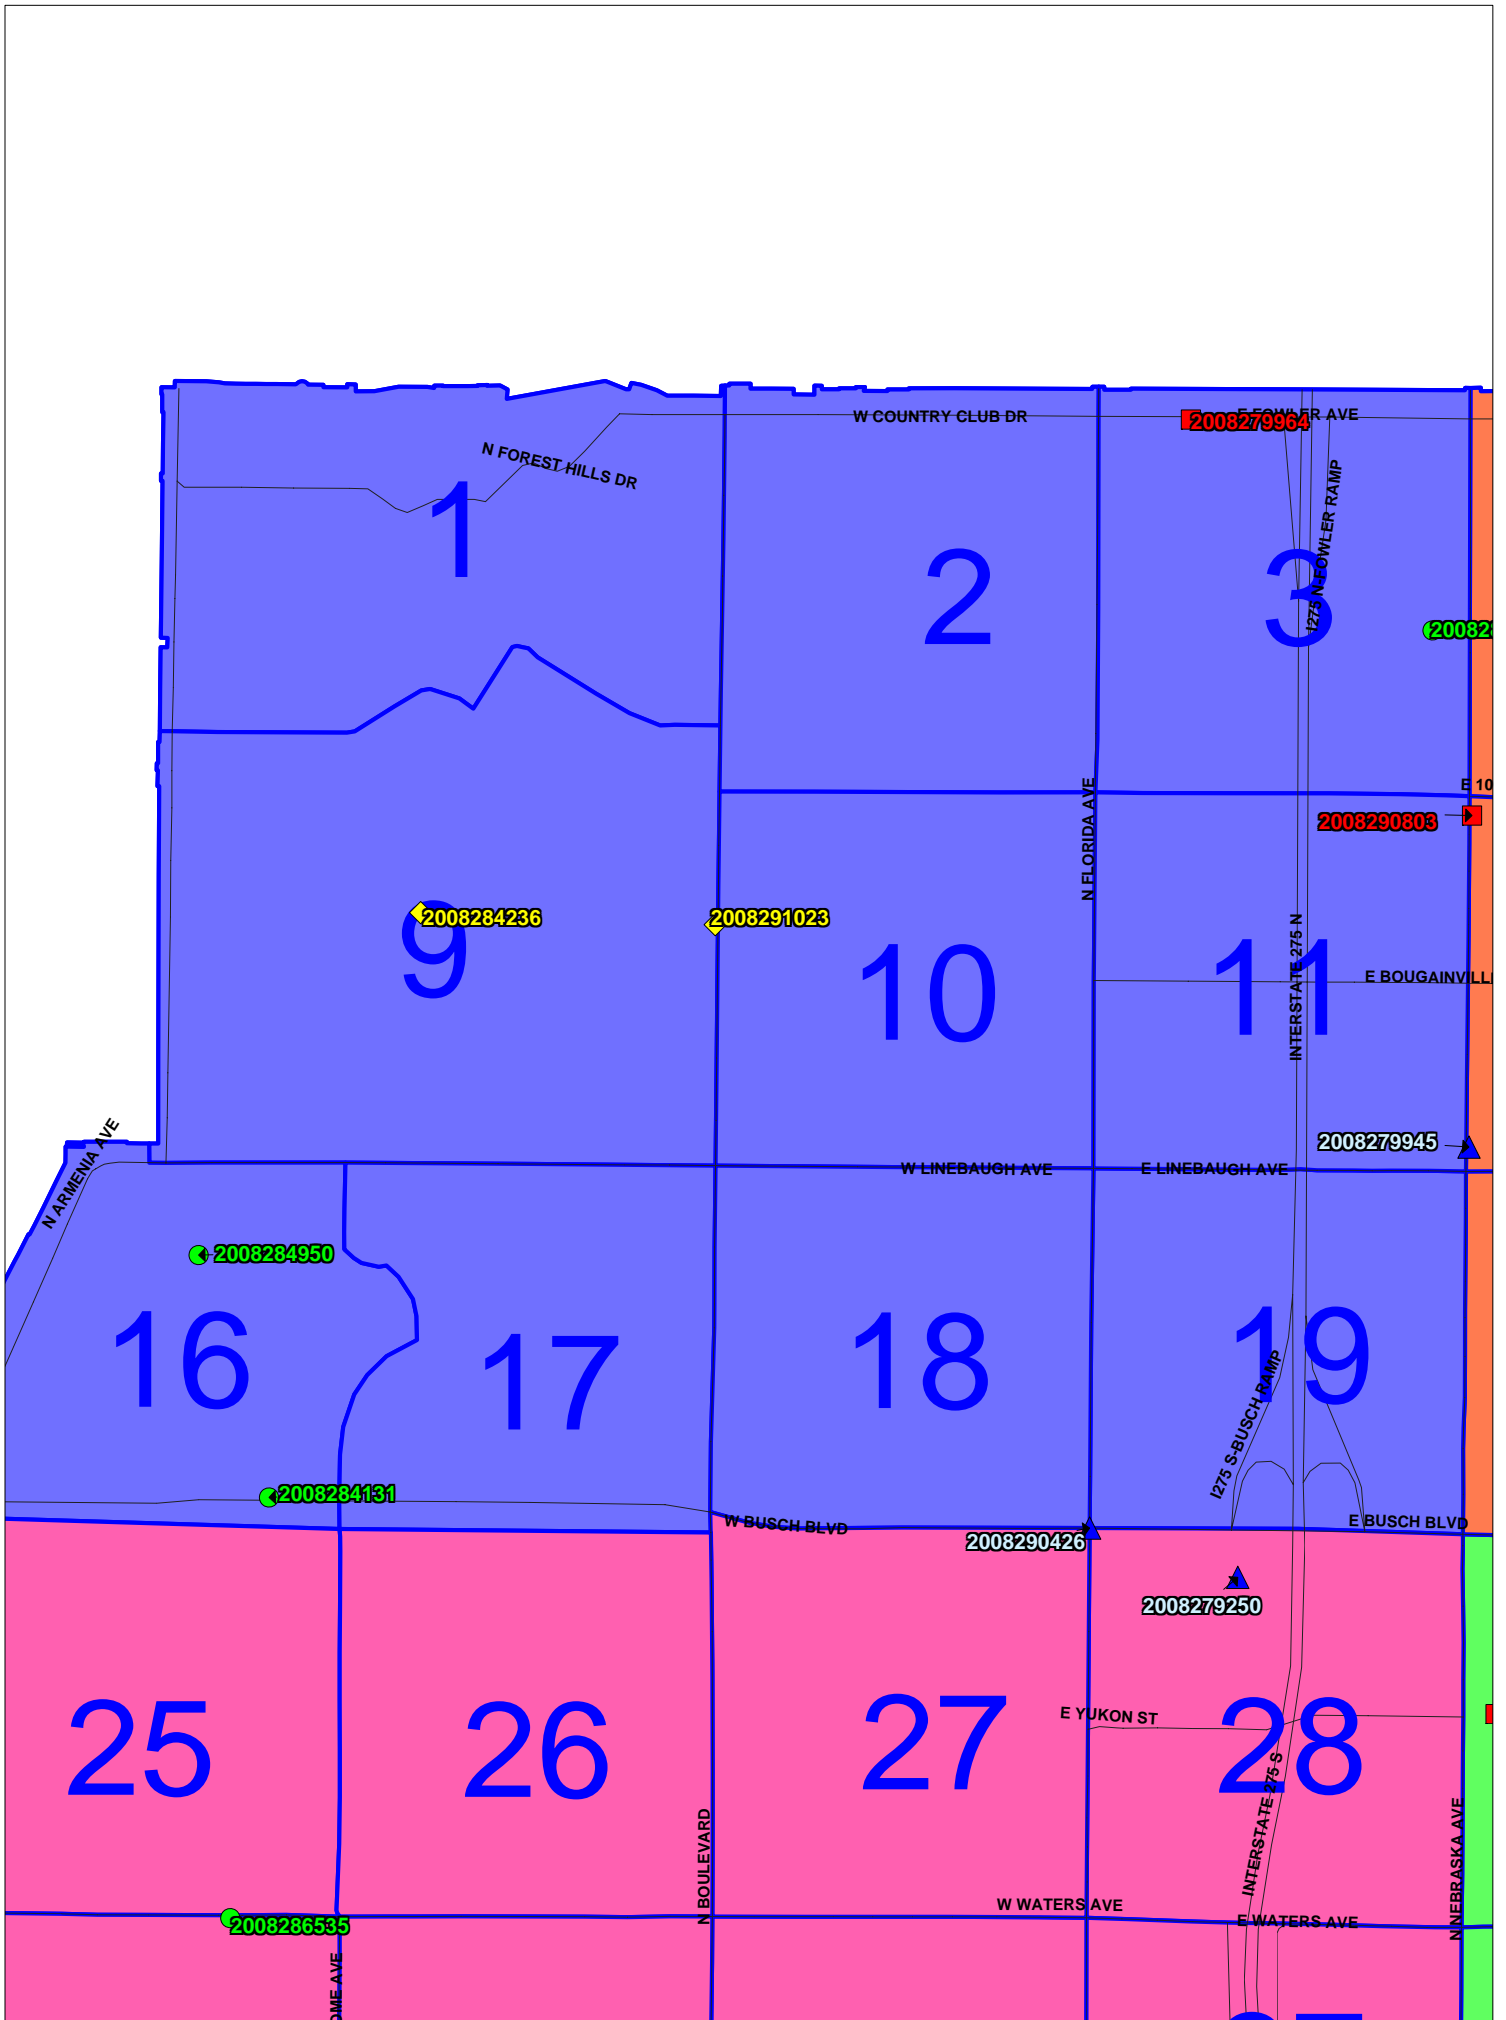 W COUNTRY CLUB DR
E FOWLER AVE
2008279964
N FOREST HILLS DR
I275 N-FOWLER RAMP
1
2
3
E 10
N FLORIDA AVE
2008290803
2008284236
2008291023
9
10
11
INTERSTATE 275 N
E BOUGAINVILL
N ARMENIA AVE
2008279945
W LINEBAUGH AVE
E LINEBAUGH AVE
2008284950
16
17
18
19
I275 S-BUSCH RAMP
2008284131
W BUSCH BLVD
E BUSCH BLVD
2008290426
2008279250
25
26
27
28
E YUKON ST
INTERSTATE 275 S
N BOULEVARD
N NEBRASKA AVE
W WATERS AVE
E WATERS AVE
2008286535
OME AVE